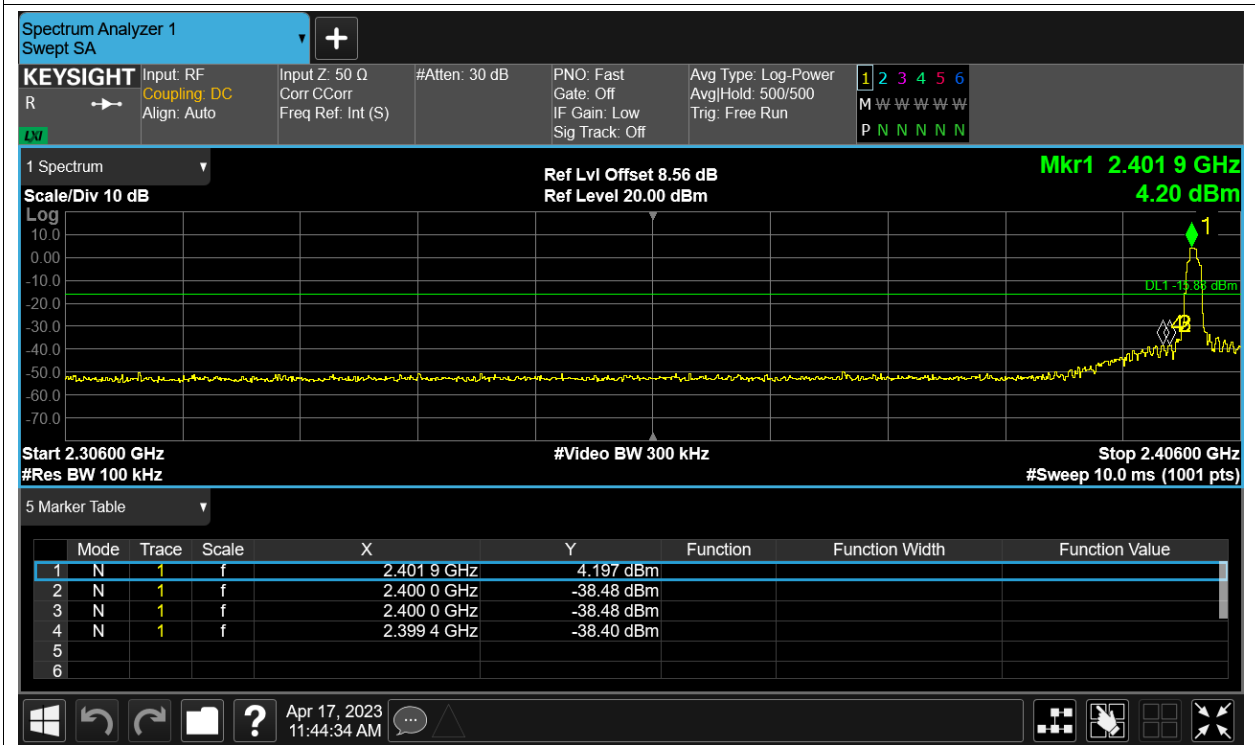 Spectrum Analyzer 1
Swept SA
KEYSIGHT Input: RF Input Z: 50 Ω #Atten: 30 dB PNO: Fast Avg Type: Log-Power 1 2 3 4 5 6
R Coupling: DC Corr CCorr Gate: Off Avg|Hold: 500/500 M W W W W W
Align: Auto Freq Ref: Int (S) IF Gain: Low Trig: Free Run
LXI Sig Track: Off P N N N N N
1 Spectrum Ref Lvl Offset 8.56 dB Mkr1 2.401 9 GHz
Scale/Div 10 dB Ref Level 20.00 dBm 4.20 dBm
Log
10.0 1
0.00
-10.0 DL1 -15.88 dBm
-20.0
-30.0
-40.0
-50.0
-60.0
-70.0
Start 2.30600 GHz #Video BW 300 kHz Stop 2.40600 GHz
#Res BW 100 kHz #Sweep 10.0 ms (1001 pts)
5 Marker Table
Mode Trace Scale X Y Function Function Width Function Value
1 N 1 f 2.401 9 GHz 4.197 dBm
2 N 1 f 2.400 0 GHz -38.48 dBm
3 N 1 f 2.400 0 GHz -38.48 dBm
4 N 1 f 2.399 4 GHz -38.40 dBm
5
6
? Apr 17, 2023
11:44:34 AM